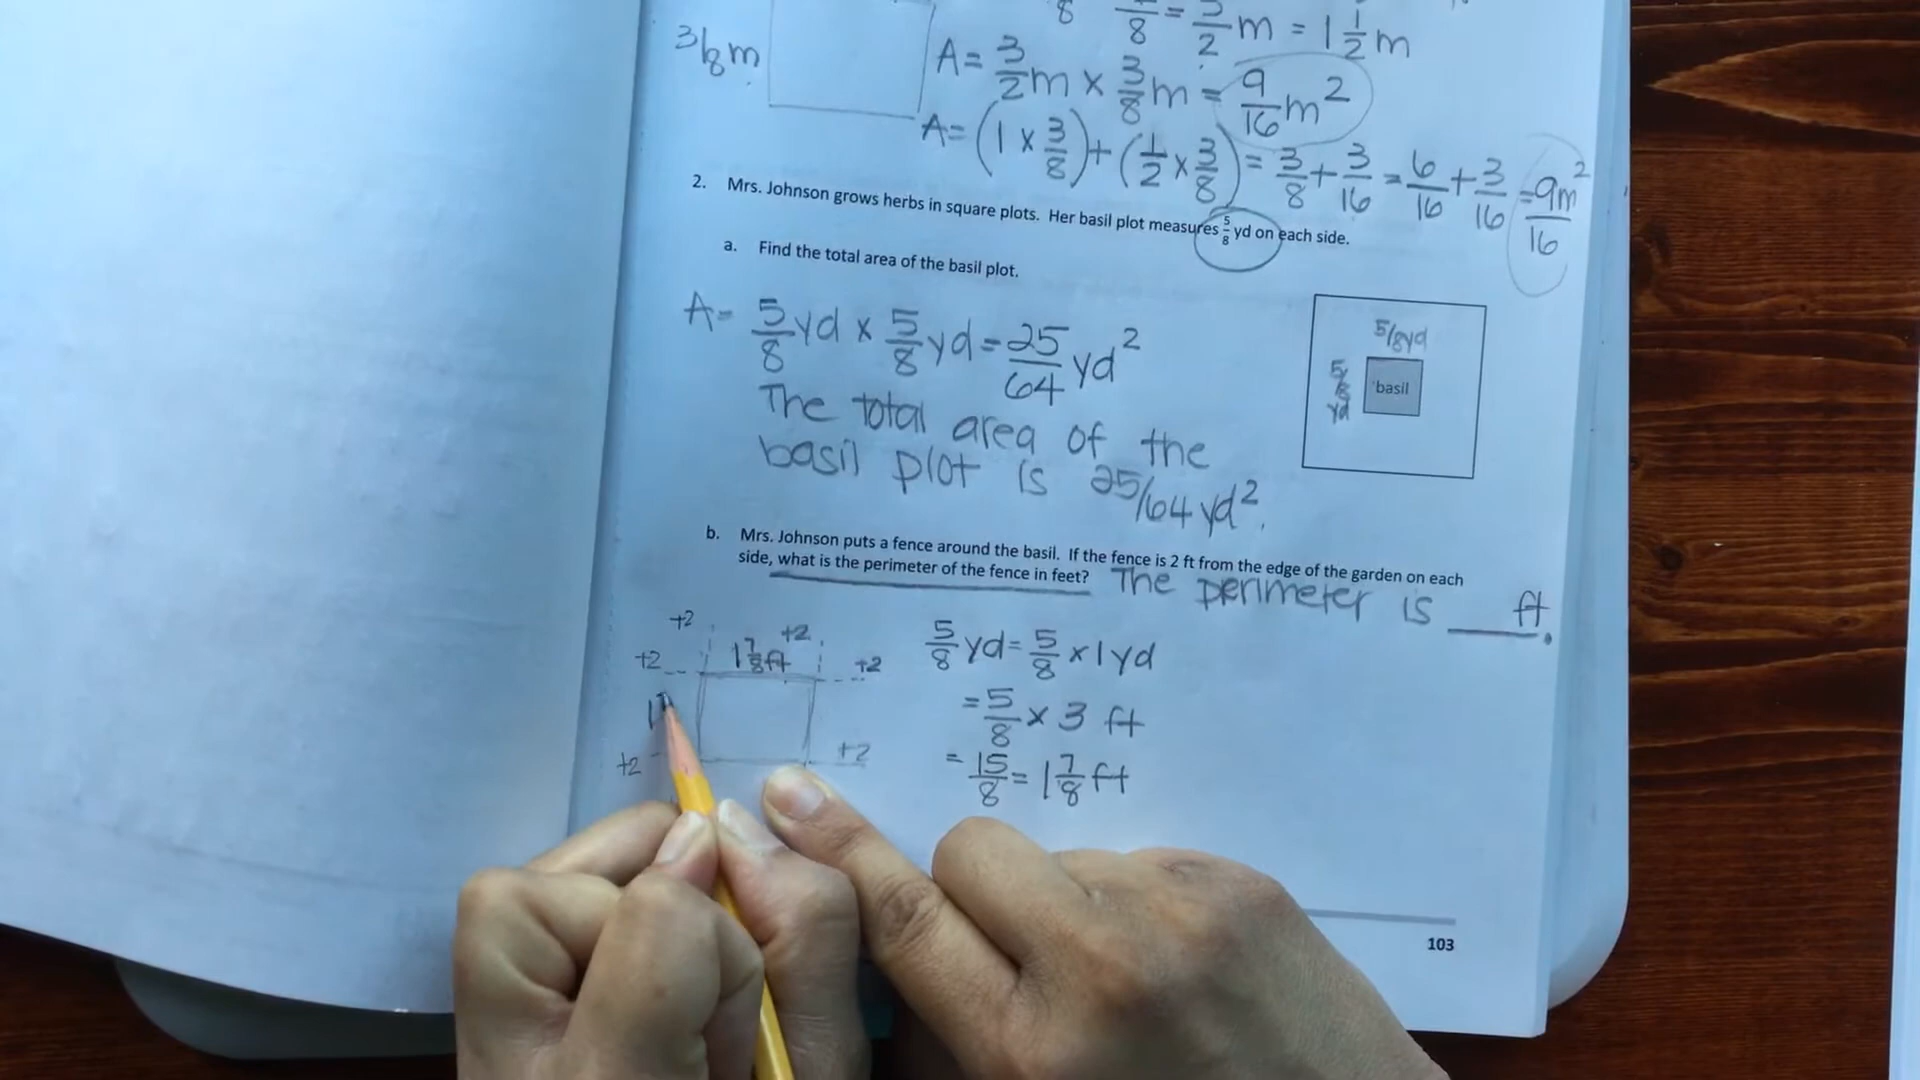 8 /8 = 3/2 m = 1 1/2 m
3/8 m
A = 3/2 m × 3/8 m = 9/16 m²
A = (1 × 3/8) + (1/2 × 3/8) = 3/8 + 3/16 = 6/16 + 3/16 = 9m²/16
2. Mrs. Johnson grows herbs in square plots. Her basil plot measures 5/8 yd on each side.
a. Find the total area of the basil plot.
A = 5/8 yd × 5/8 yd = 25/64 yd²
The total area of the
basil plot is 25/64 yd².
5/8yd
5/8 yd
basil
b. Mrs. Johnson puts a fence around the basil. If the fence is 2 ft from the edge of the garden on each
side, what is the perimeter of the fence in feet? The perimeter is ___ ft.
+2 +2
+2 1 7/8 ft +2
1
+2 +2
5/8 yd = 5/8 × 1 yd
= 5/8 × 3 ft
= 15/8 = 1 7/8 ft
103